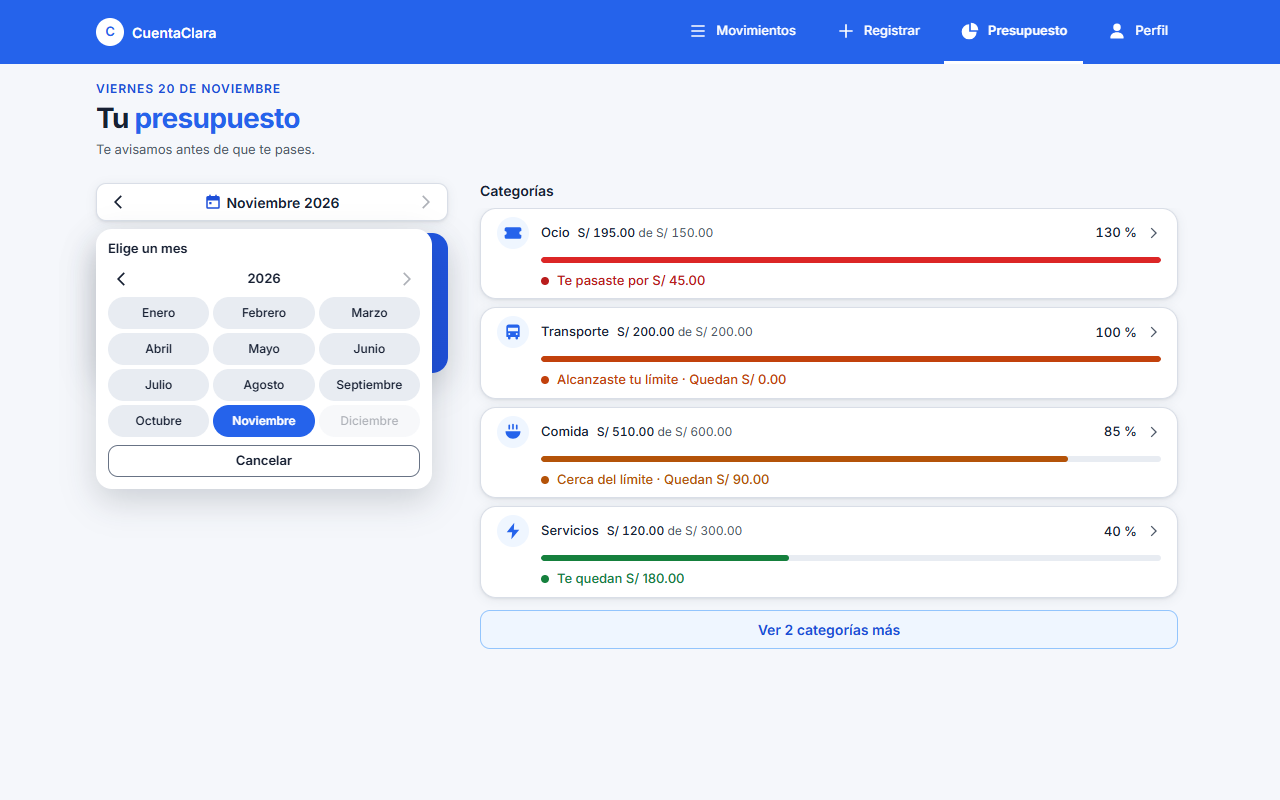 C CuentaClara
Movimientos
Registrar
Presupuesto
Perfil
VIERNES 20 DE NOVIEMBRE
Tu presupuesto
Te avisamos antes de que te pases.
Noviembre 2026
Elige un mes
2026
Enero Febrero Marzo
Abril Mayo Junio
Julio Agosto Septiembre
Octubre Noviembre Diciembre
Cancelar
Categorías
Ocio S/ 195.00 de S/ 150.00 130 %
Te pasaste por S/ 45.00
Transporte S/ 200.00 de S/ 200.00 100 %
Alcanzaste tu límite · Quedan S/ 0.00
Comida S/ 510.00 de S/ 600.00 85 %
Cerca del límite · Quedan S/ 90.00
Servicios S/ 120.00 de S/ 300.00 40 %
Te quedan S/ 180.00
Ver 2 categorías más